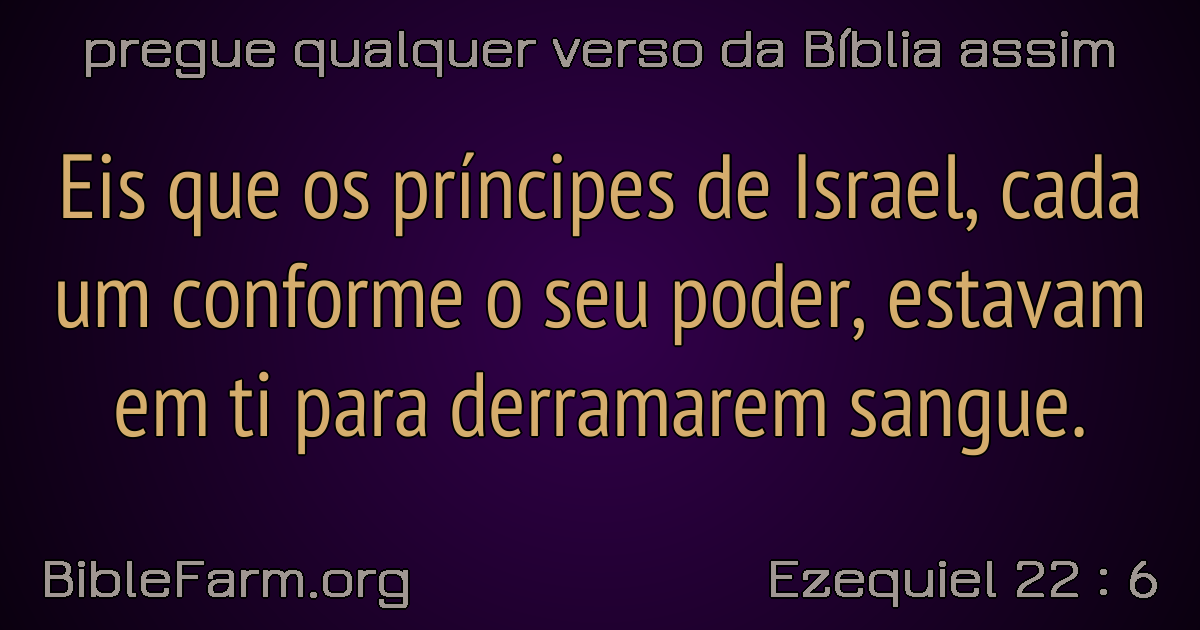 pregue qualquer verso da Bíblia assim
Eis que os príncipes de Israel, cada
um conforme o seu poder, estavam
em ti para derramarem sangue.
BibleFarm.org
Ezequiel 22 : 6